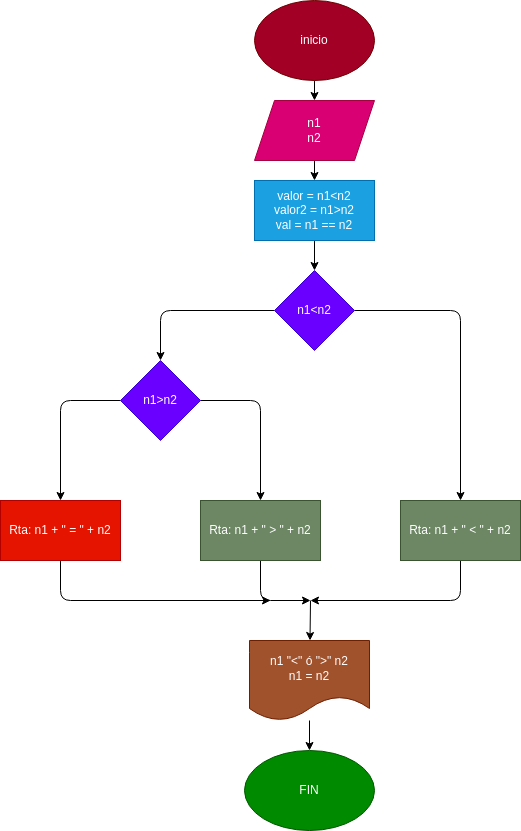 inicio
n1
n2
valor = n1<n2
valor2 = n1>n2
val = n1 == n2
n1<n2
n1>n2
Rta: n1 + " = " + n2
Rta: n1 + " > " + n2
Rta: n1 + " < " + n2
n1 "<" ó ">" n2
n1 = n2
FIN